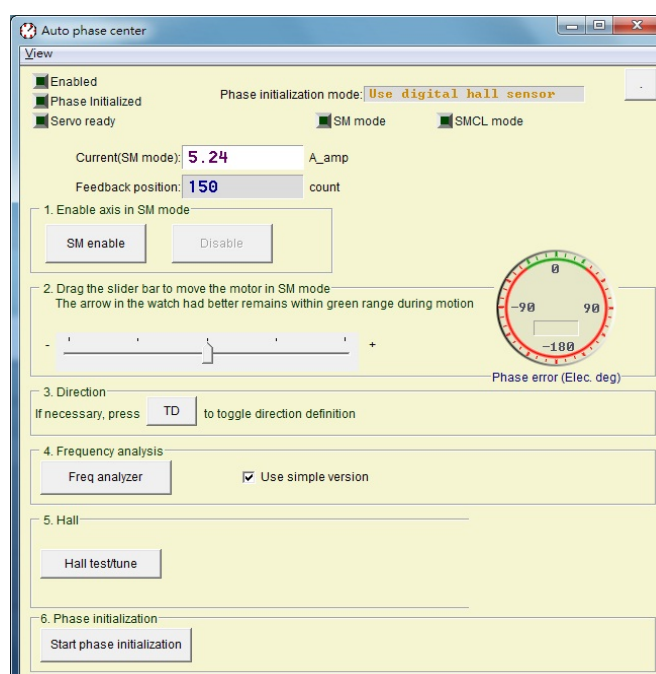 Auto phase center
View
Enabled
Phase Initialized
Servo ready
Phase initialization mode: Use digital hall sensor
.
SM mode
SMCL mode
Current(SM mode): 5.24 A_amp
Feedback position: 150 count
1. Enable axis in SM mode
SM enable
Disable
2. Drag the slider bar to move the motor in SM mode
The arrow in the watch had better remains within green range during motion
- +
0
-90 90
-180
Phase error (Elec. deg)
3. Direction
If necessary, press TD to toggle direction definition
4. Frequency analysis
Freq analyzer
Use simple version
5. Hall
Hall test/tune
6. Phase initialization
Start phase initialization